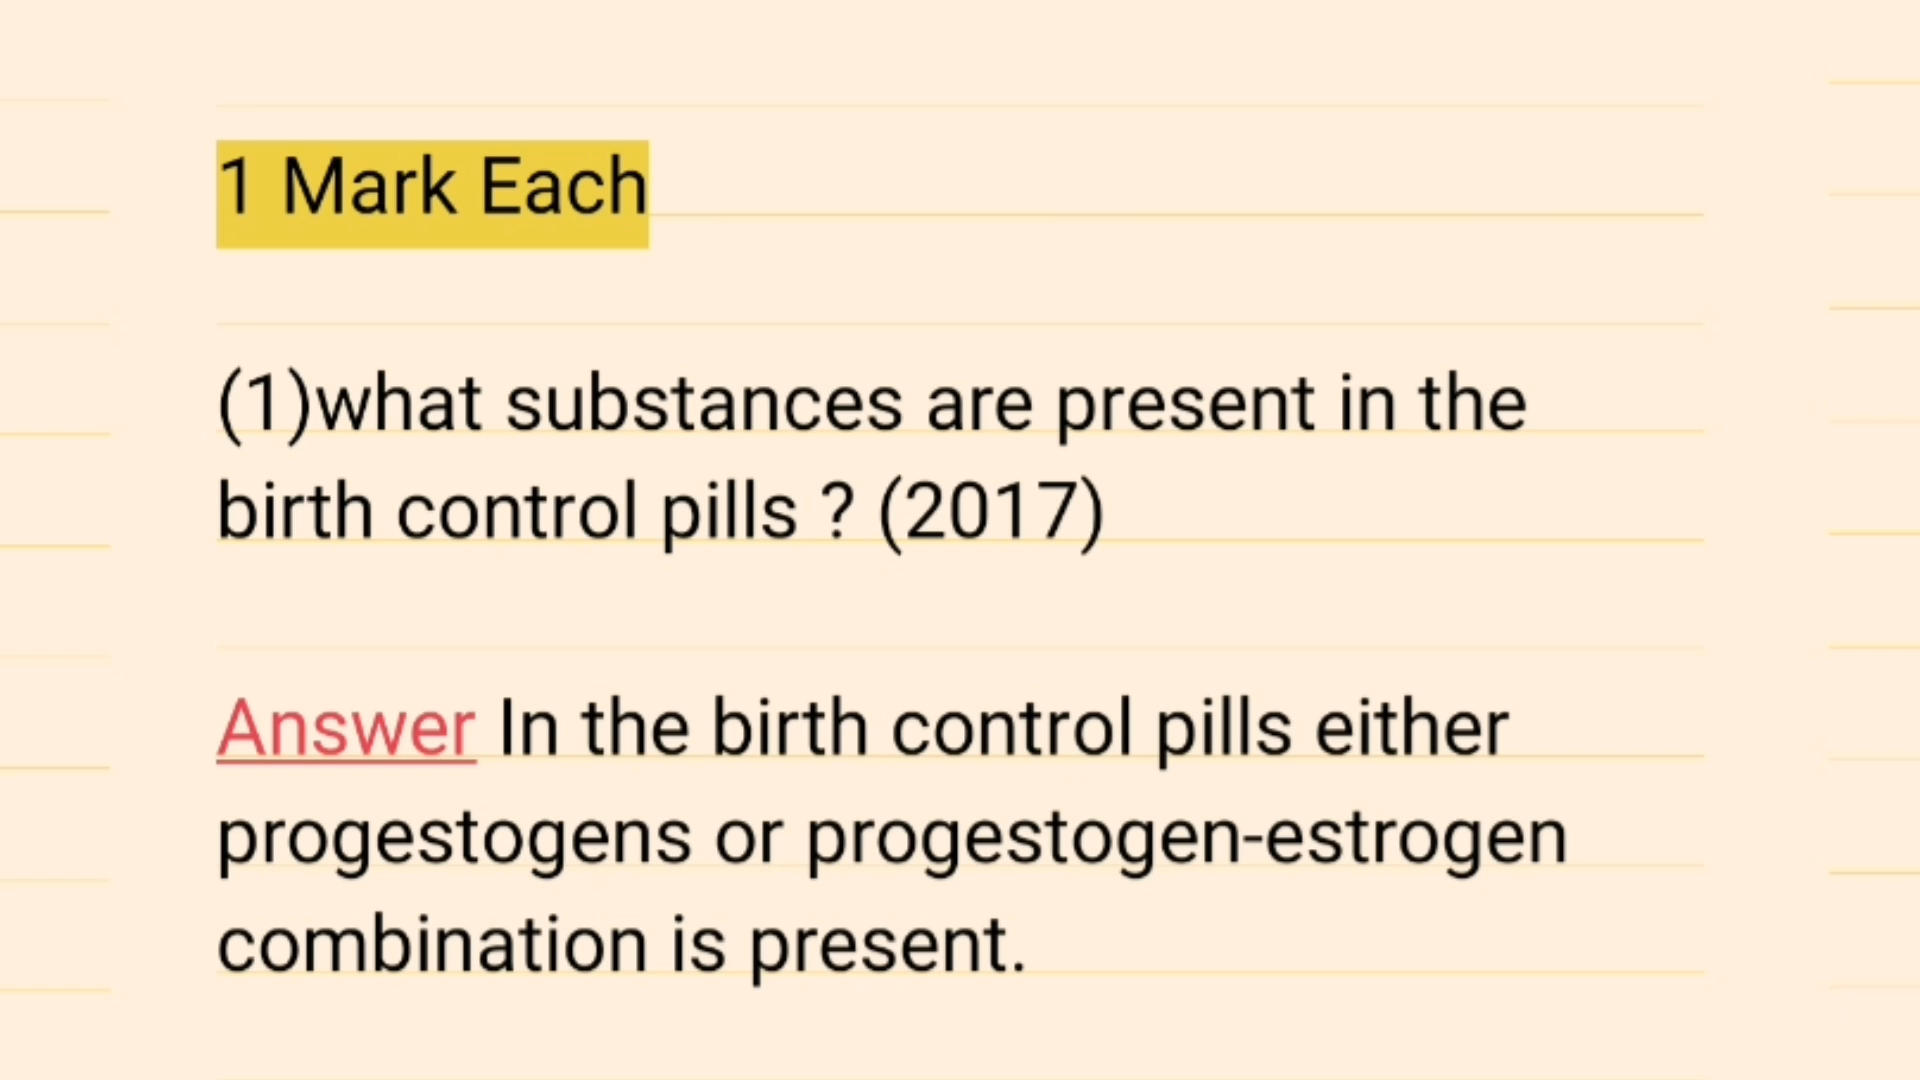 1 Mark Each
(1)what substances are present in the
birth control pills ? (2017)
Answer In the birth control pills either
progestogens or progestogen-estrogen
combination is present.